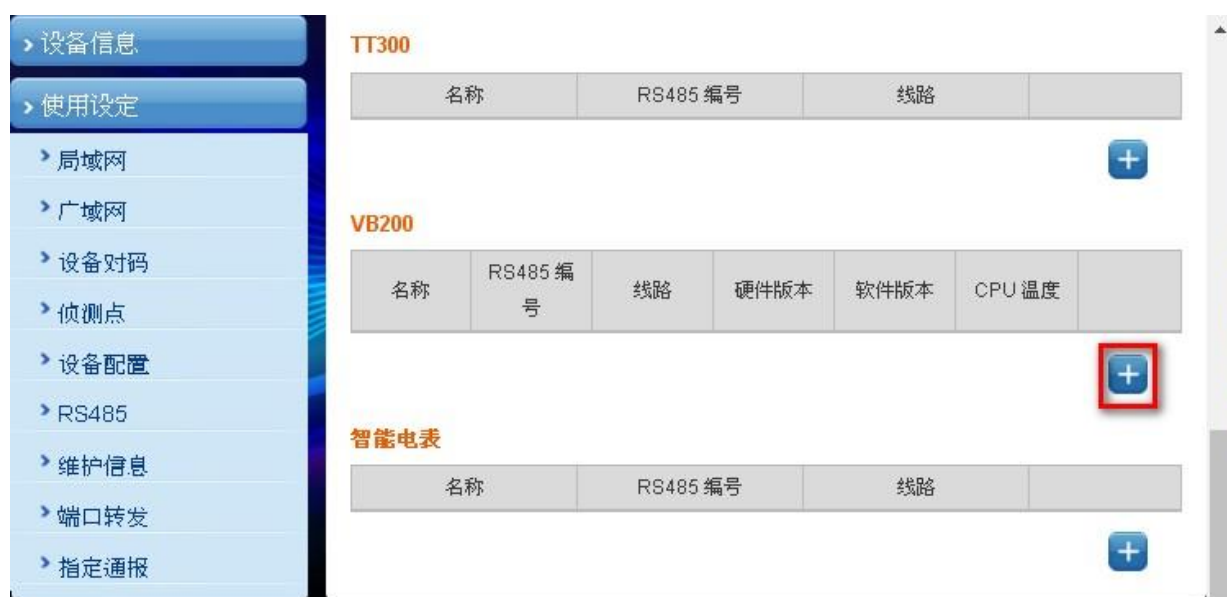 设备信息
使用设定
局域网
广域网
设备对码
侦测点
设备配置
RS485
维护信息
端口转发
指定通报
TT300
名称 RS485 编号 线路
VB200
名称 RS485 编号 线路 硬件版本 软件版本 CPU 温度
智能电表
名称 RS485 编号 线路